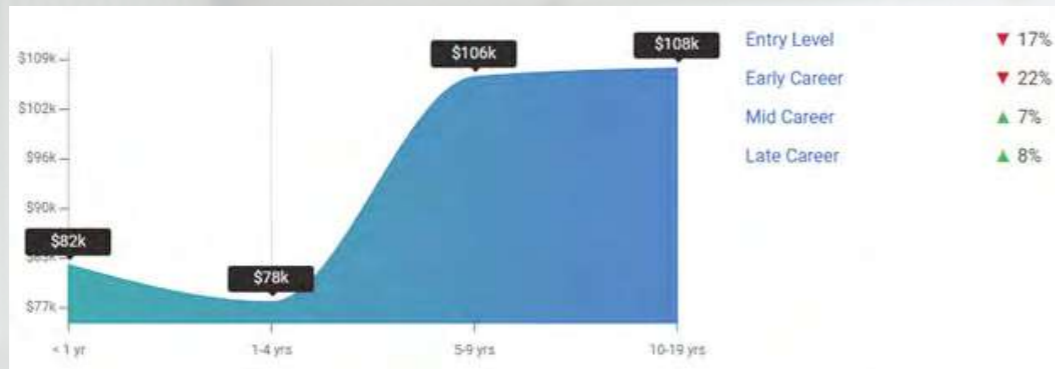 $109k
$102k
$96k
$90k
$77k
$82k
$78k
$106k
$108k
< 1 yr
1-4 yrs
5-9 yrs
10-19 yrs
Entry Level ▼ 17%
Early Career ▼ 22%
Mid Career ▲ 7%
Late Career ▲ 8%